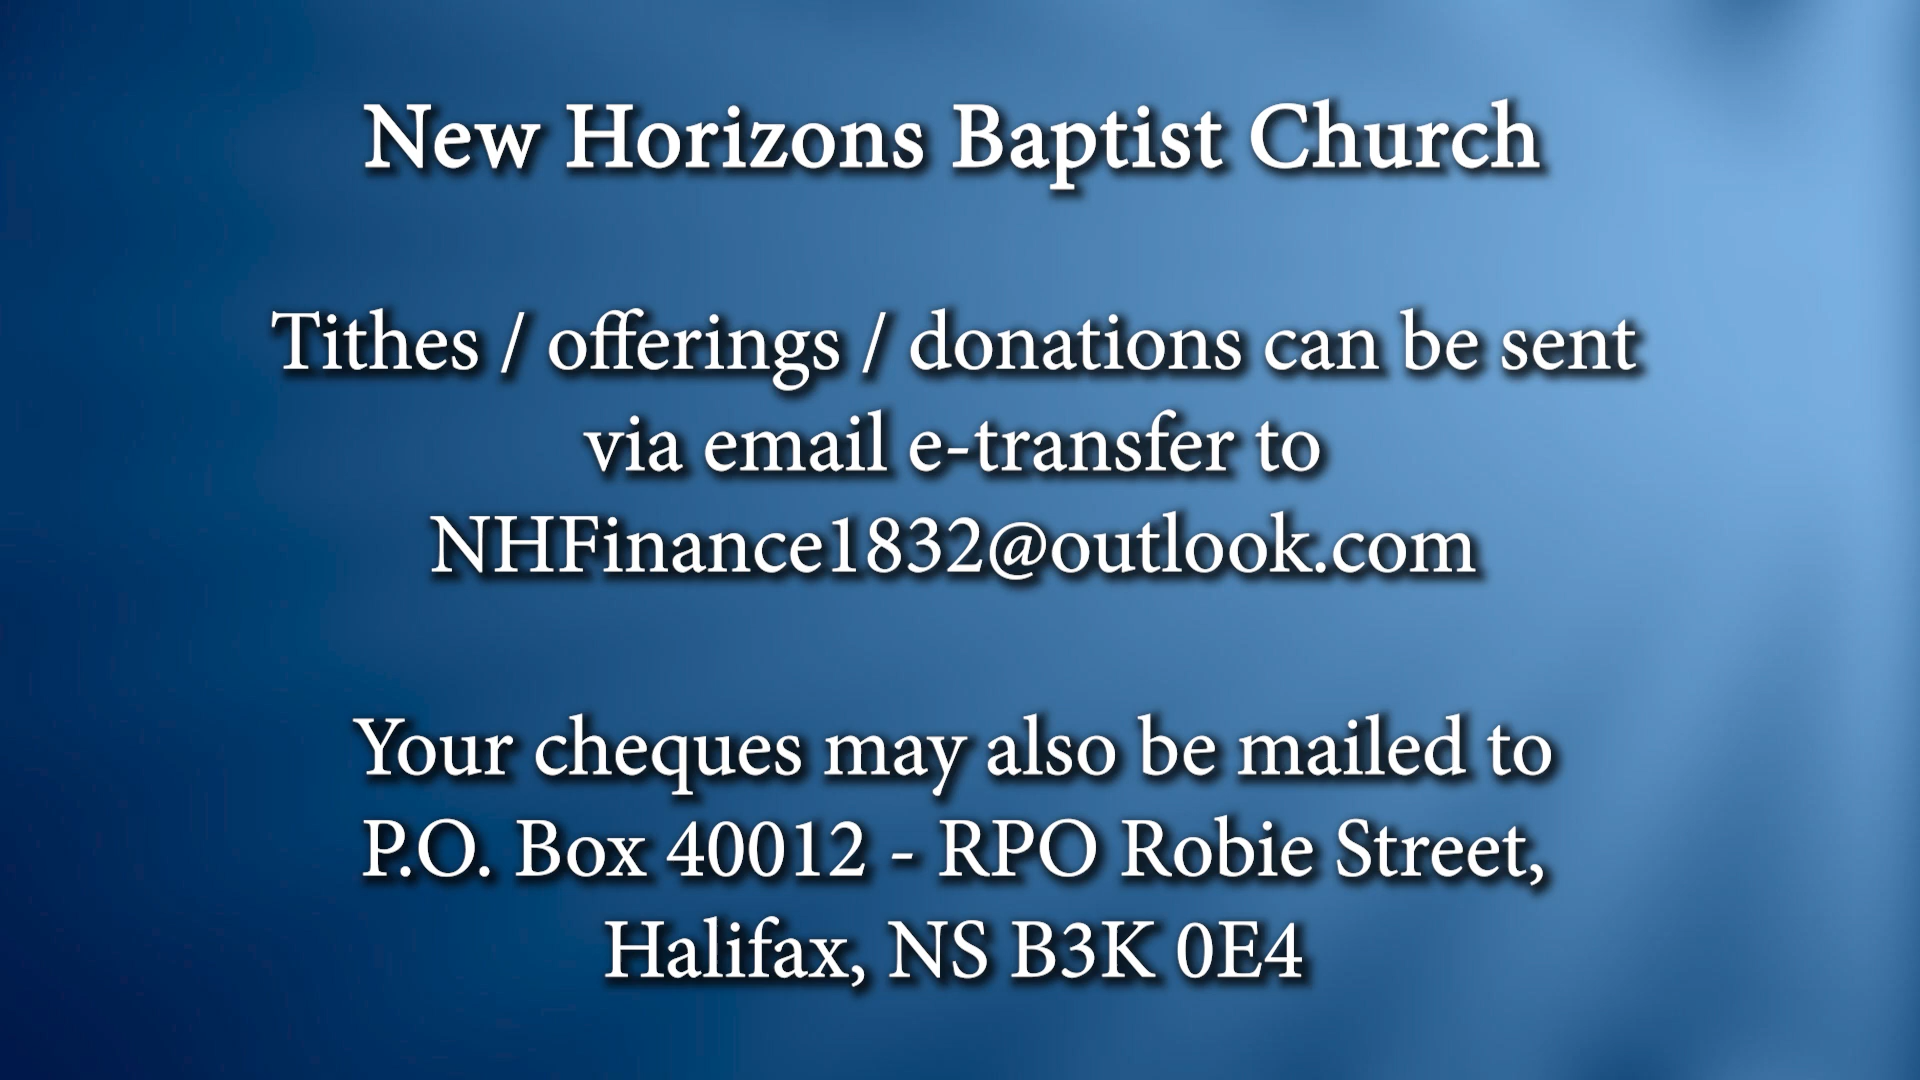 New Horizons Baptist Church
Tithes / offerings / donations can be sent
via email e-transfer to
NHFinance1832@outlook.com
Your cheques may also be mailed to
P.O. Box 40012 - RPO Robie Street,
Halifax, NS B3K 0E4